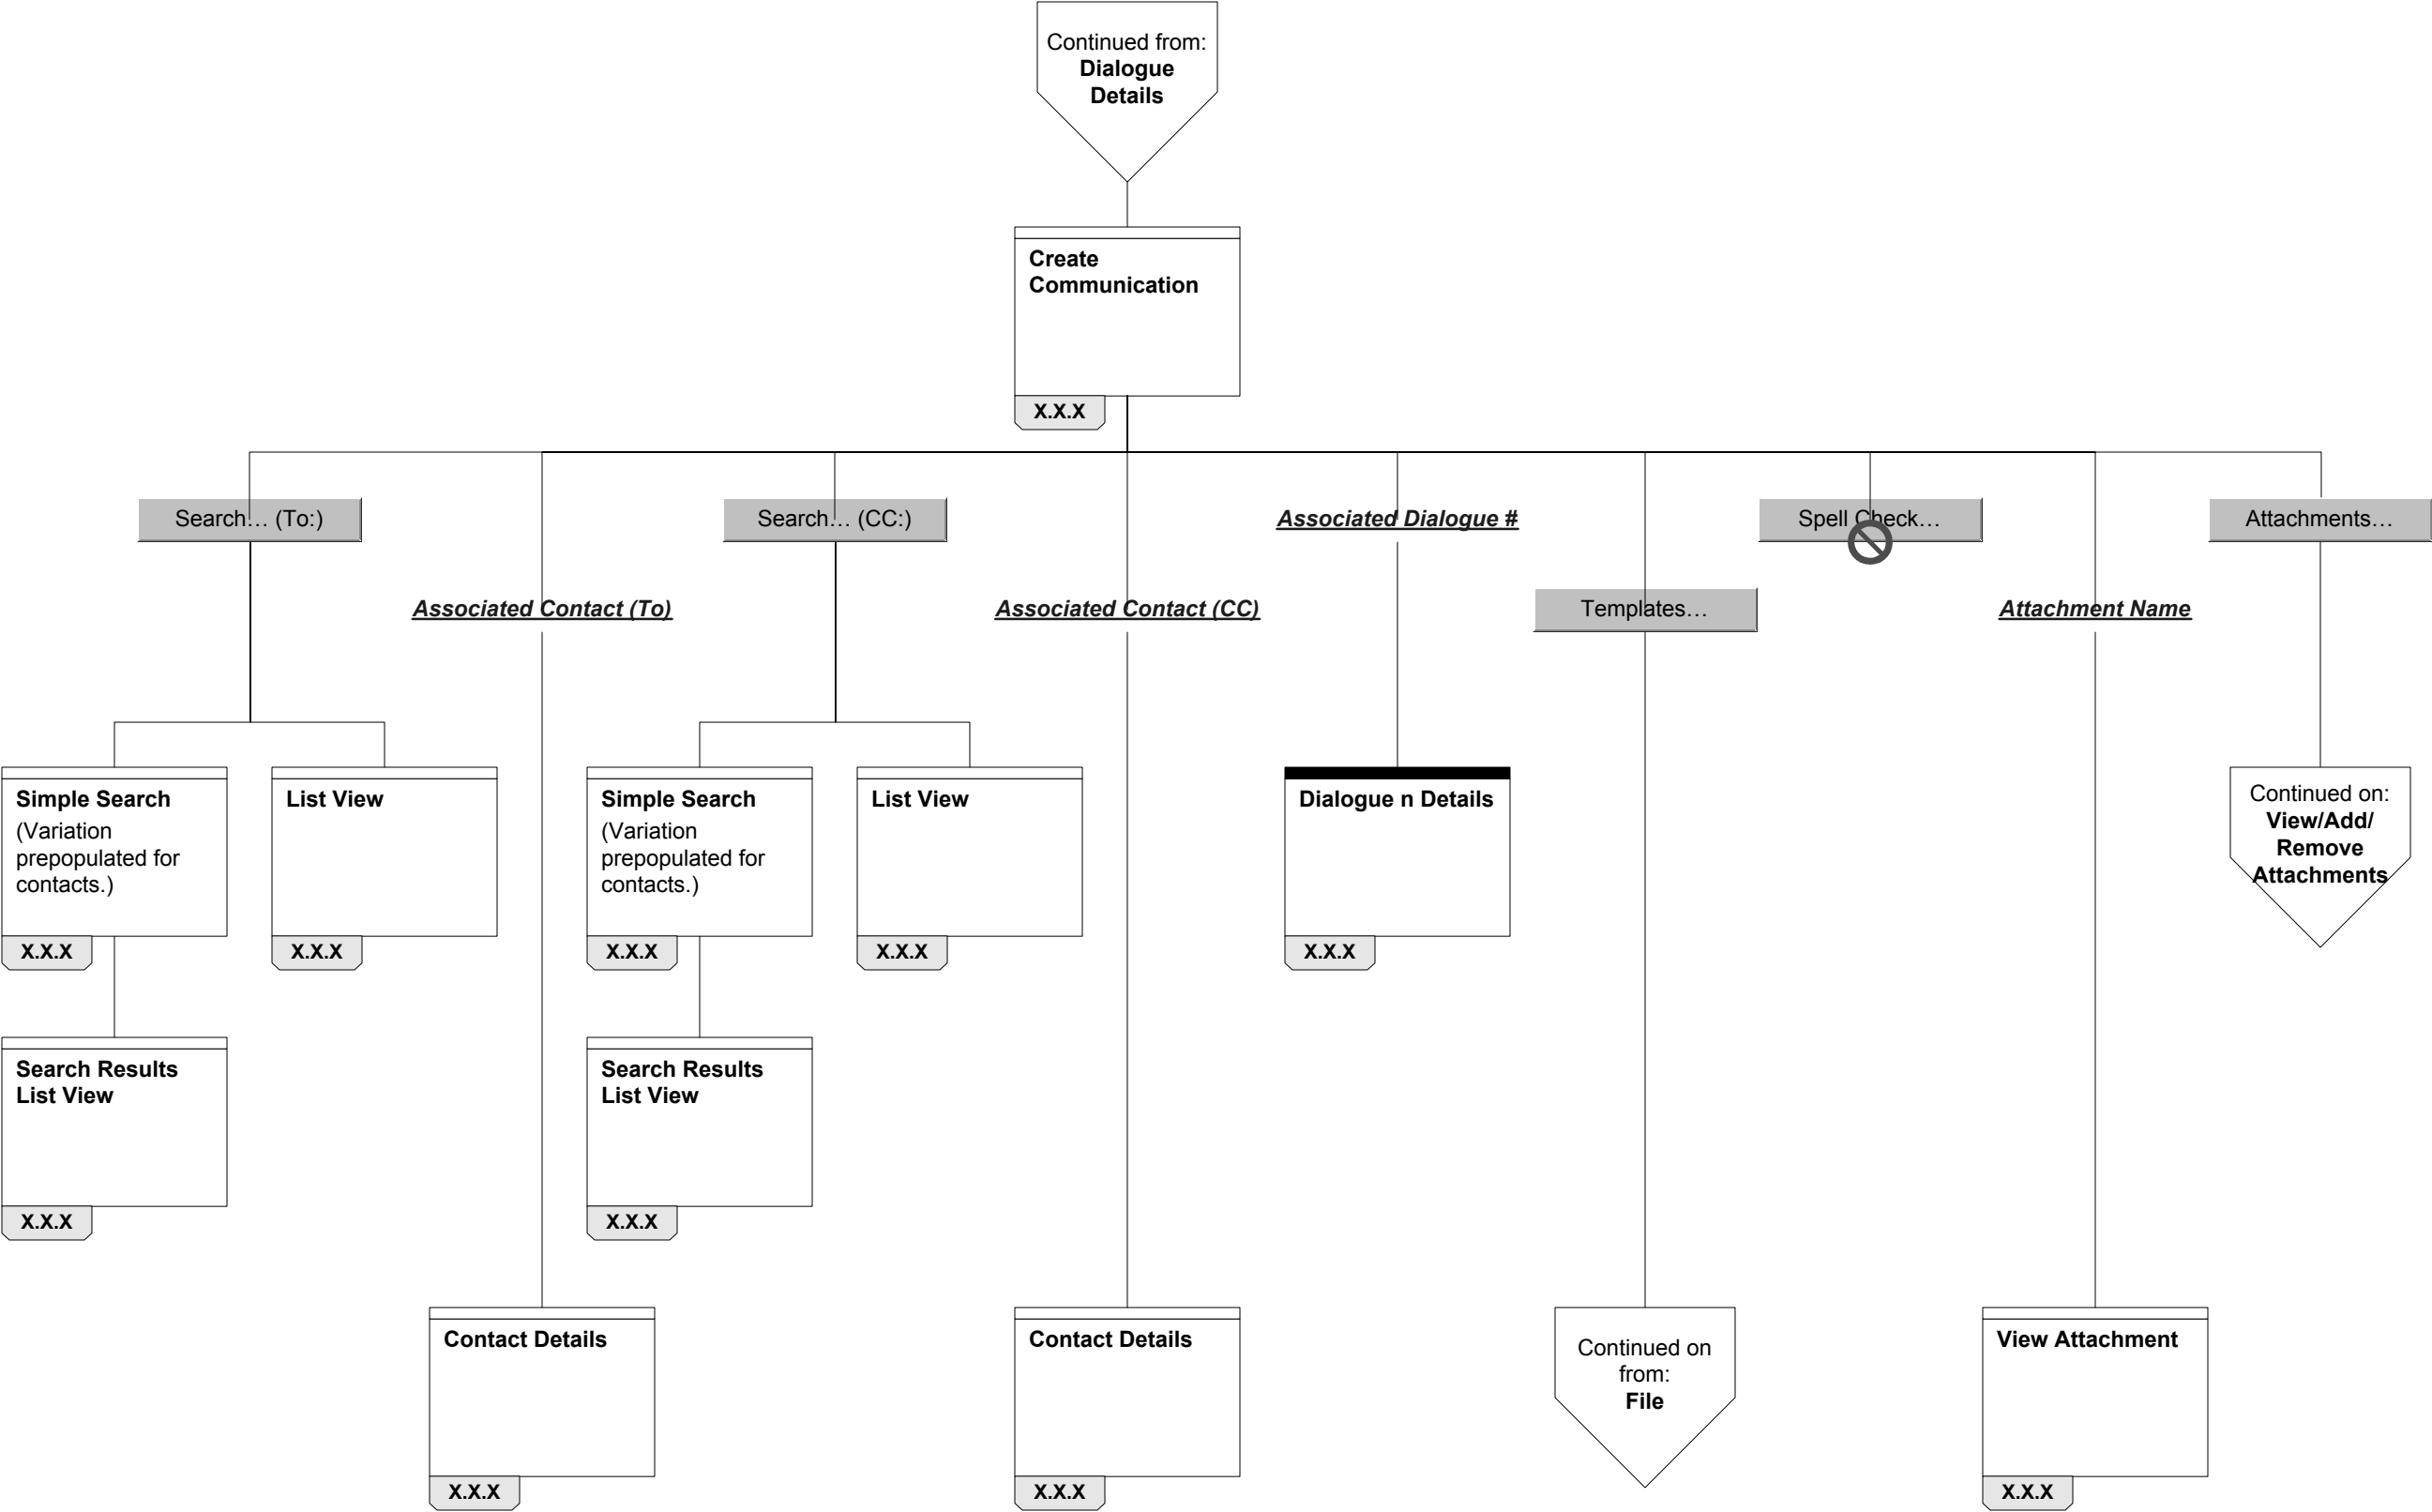 Continued from:
Dialogue
Details
Create
Communication
X.X.X
Search… (To:)
Search… (CC:)
Associated Dialogue #
Spell Check…
Attachments…
Associated Contact (To)
Associated Contact (CC)
Templates…
Attachment Name
Simple Search
(Variation
prepopulated for
contacts.)
X.X.X
List View
X.X.X
Simple Search
(Variation
prepopulated for
contacts.)
X.X.X
List View
X.X.X
Dialogue n Details
X.X.X
Continued on:
View/Add/
Remove
Attachments
Search Results
List View
X.X.X
Search Results
List View
X.X.X
Contact Details
X.X.X
Contact Details
X.X.X
Continued on
from:
File
View Attachment
X.X.X